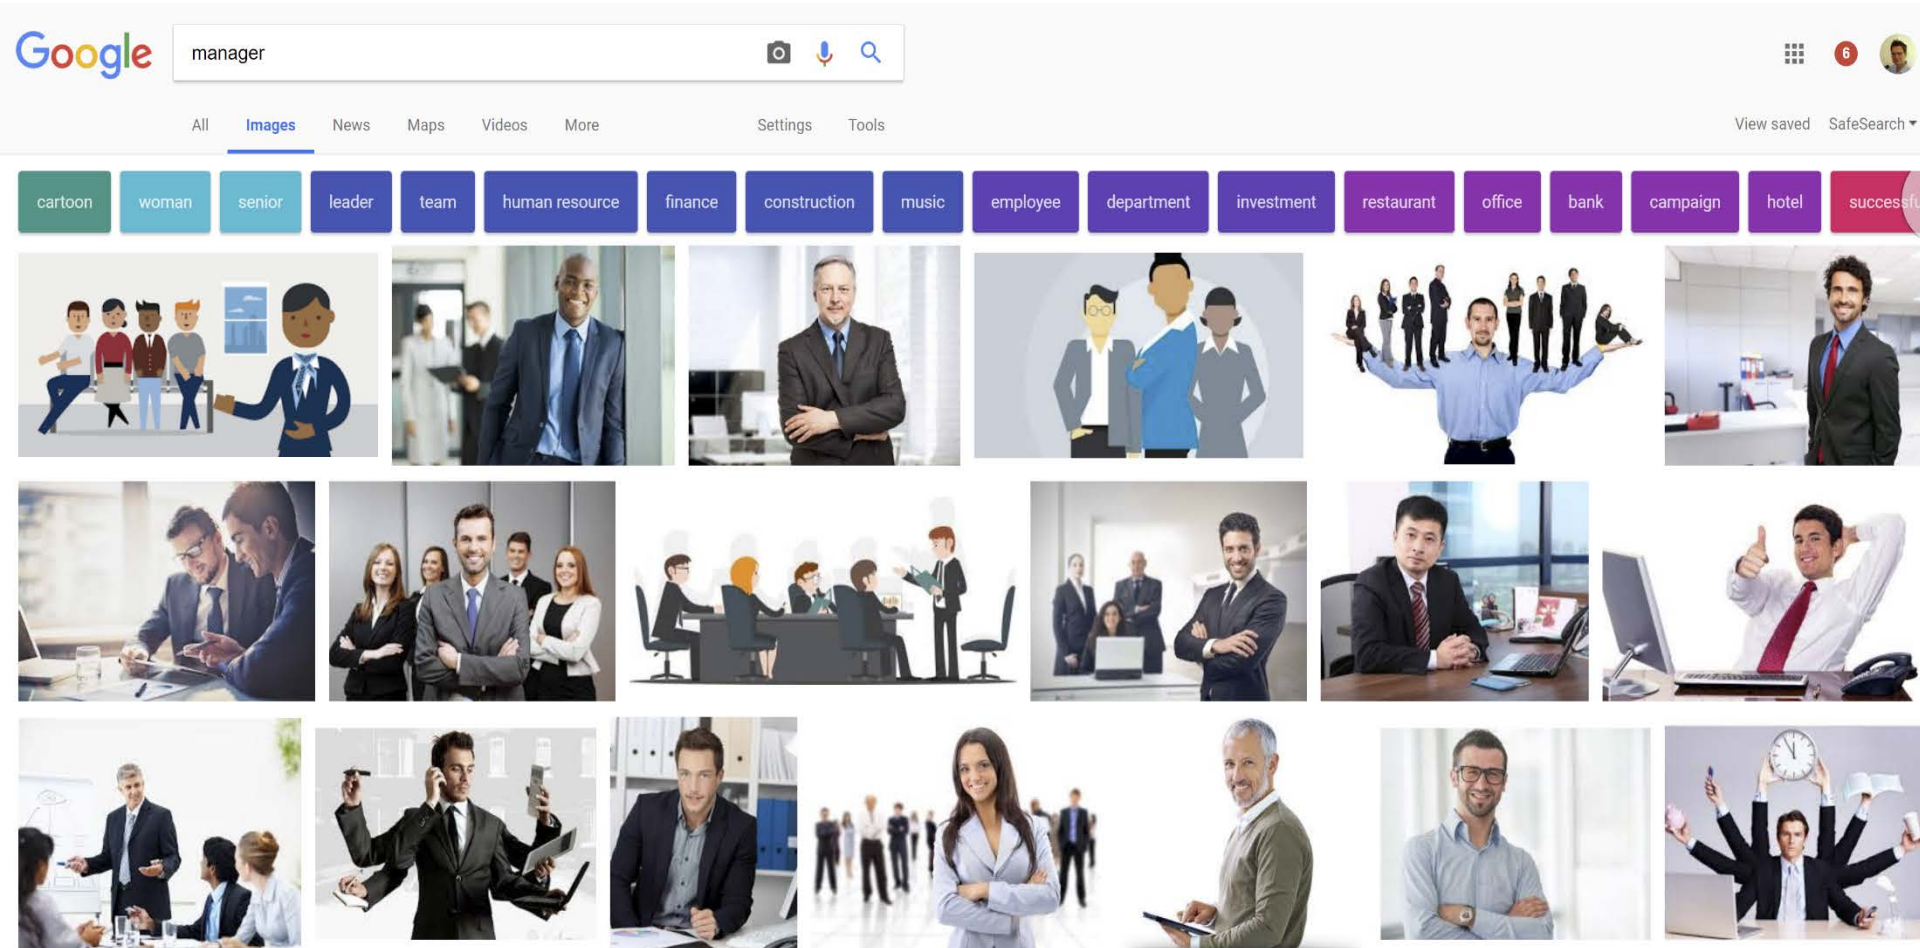 Google
manager
6
All Images News Maps Videos More Settings Tools
View saved SafeSearch
cartoon woman senior leader team human resource finance construction music employee department investment restaurant office bank campaign hotel successfu